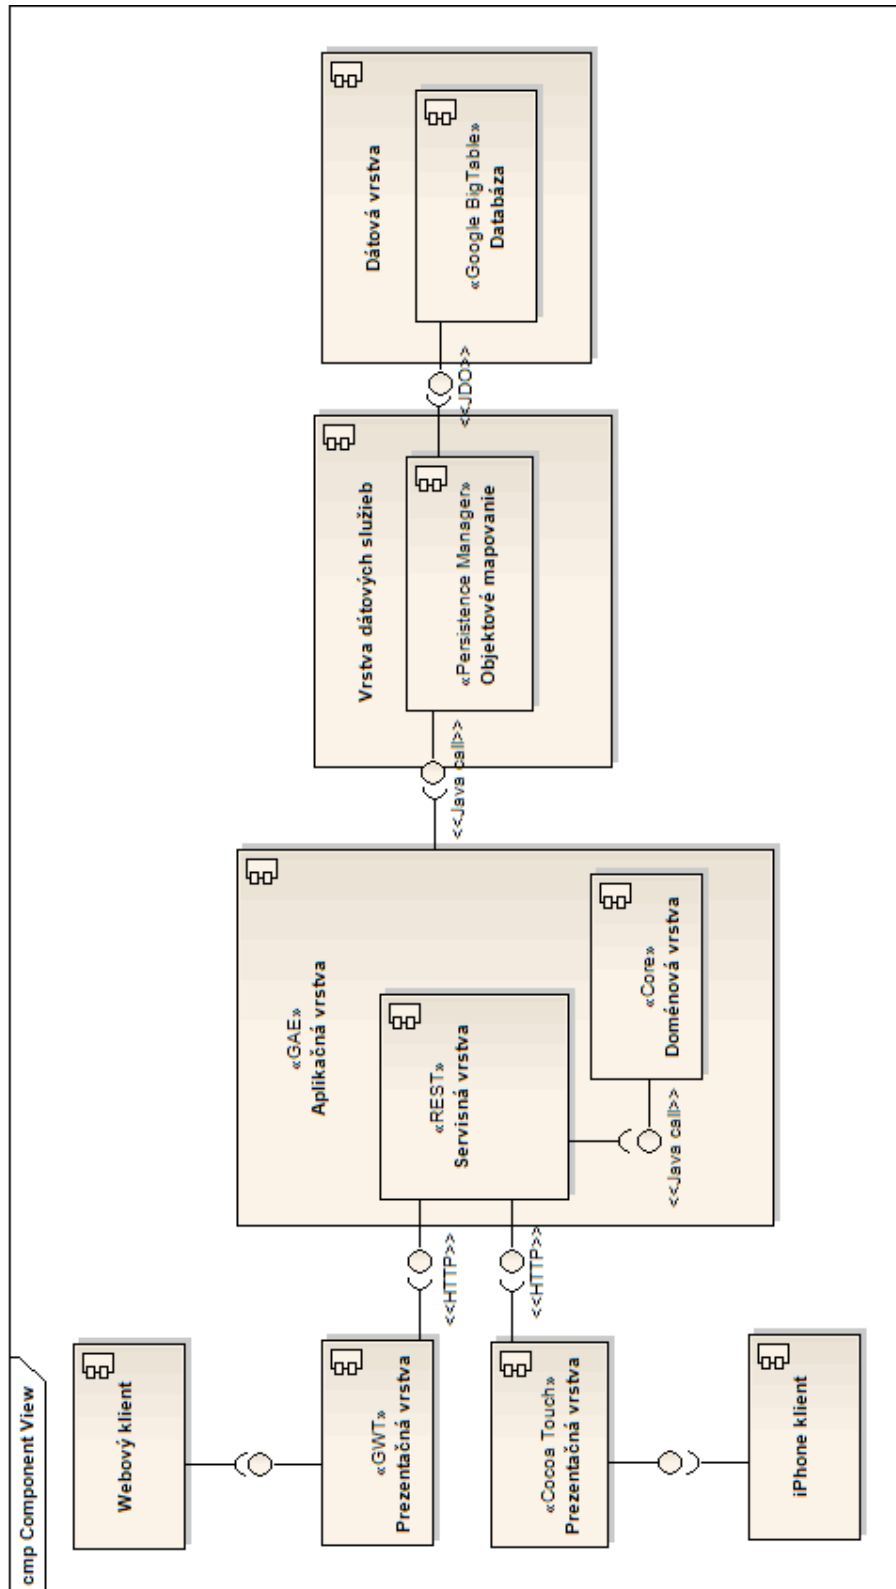 cmp Component View
Webový klient
«GWT»
Prezentačná vrstva
«Cocoa Touch»
Prezentačná vrstva
iPhone klient
<<HTTP>>
<<HTTP>>
«GAE»
Aplikačná vrstva
«REST»
Servisná vrstva
<<Java call>>
«Core»
Doménová vrstva
<<Java call>>
Vrstva dátových služieb
«Persistence Manager»
Objektové mapovanie
<<JDO>>
Dátová vrstva
«Google BigTable»
Databáza